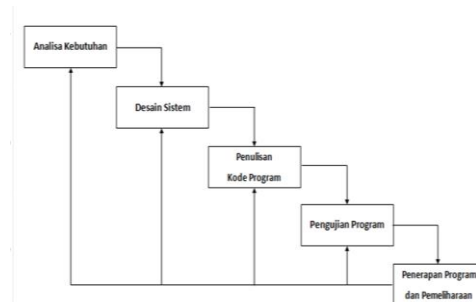 Analisa Kebutuhan
Desain Sistem
Penulisan
Kode Program
Pengujian Program
Penerapan Program
dan Pemeliharaan